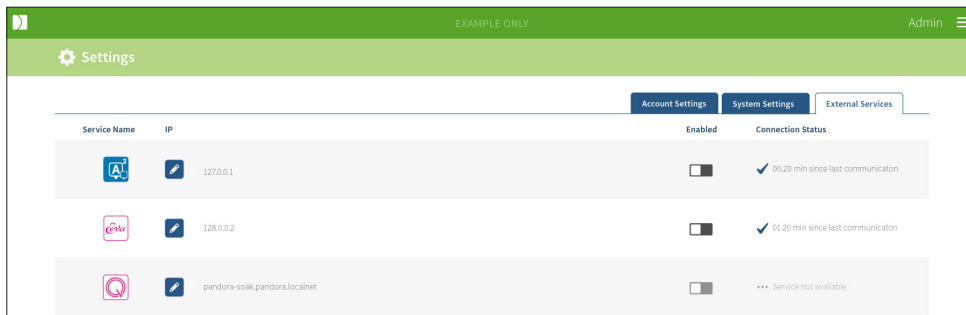 EXAMPLE ONLY
Admin
Settings
Account Settings System Settings External Services
Service Name IP Enabled Connection Status
A 2 127.0.0.1 00.20 min since last communicaton
eva 128.0.0.2 01.20 min since last communicaton
Q pandora-soak.pandora.localnet ... Service not available